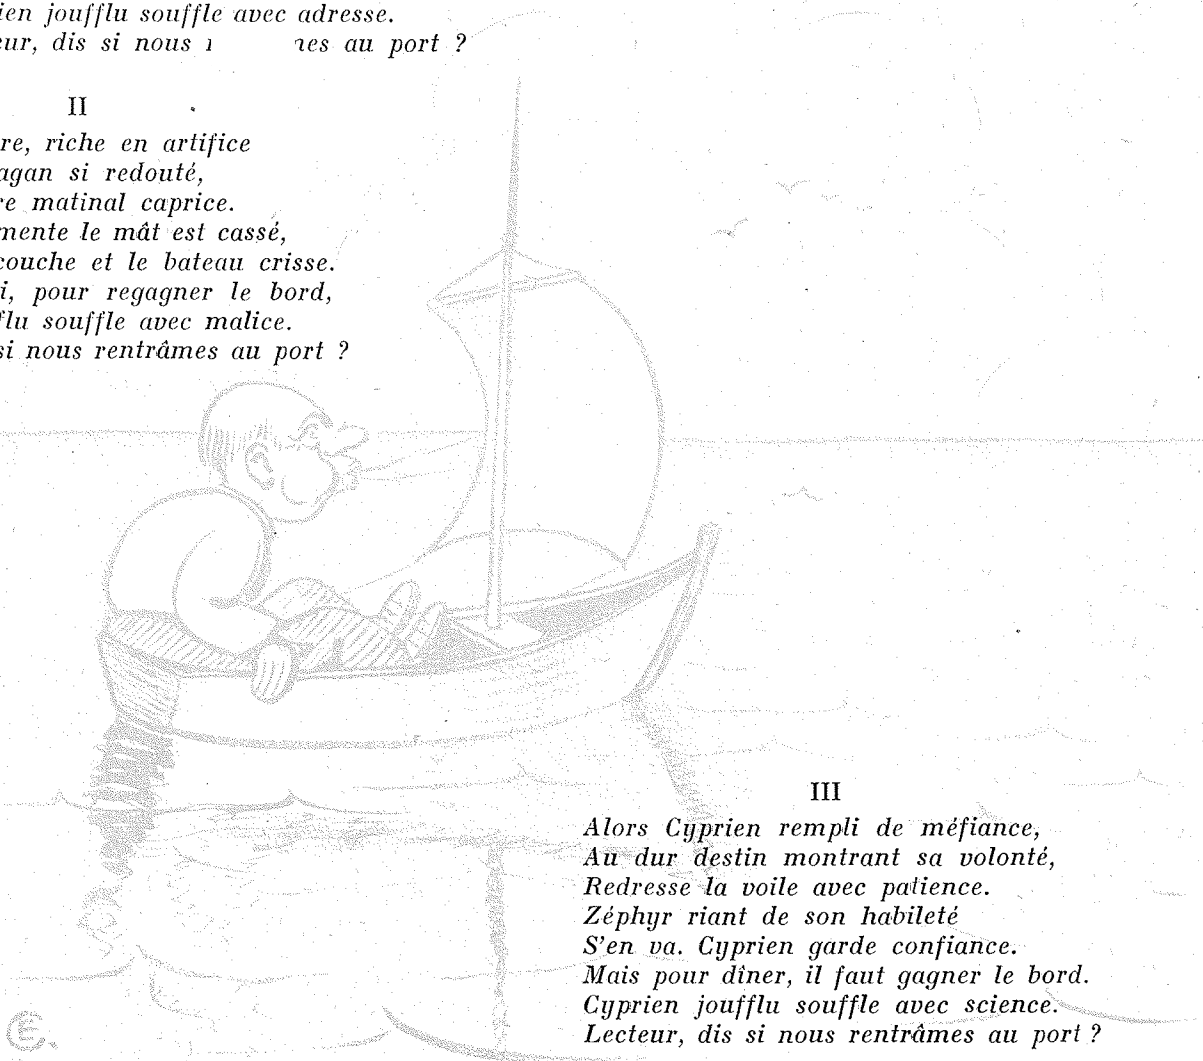 ien joufflu souffle avec adresse.
eur, dis si nous au port ?
II
re, riche en artifice
agan si redouté,
re matinal caprice.
mente le mât est cassé,
couche et le bateau crisse.
i, pour regagner le bord,
flu souffle avec malice.
si nous rentrâmes au port ?
III
Alors Cyprien rempli de méfiance,
Au dur destin montrant sa volonté,
Redresse la voile avec patience.
Zéphyr riant de son habileté
S'en va. Cyprien garde confiance.
Mais pour dîner, il faut gagner le bord.
Cyprien joufflu souffle avec science.
Lecteur, dis si nous rentrâmes au port ?